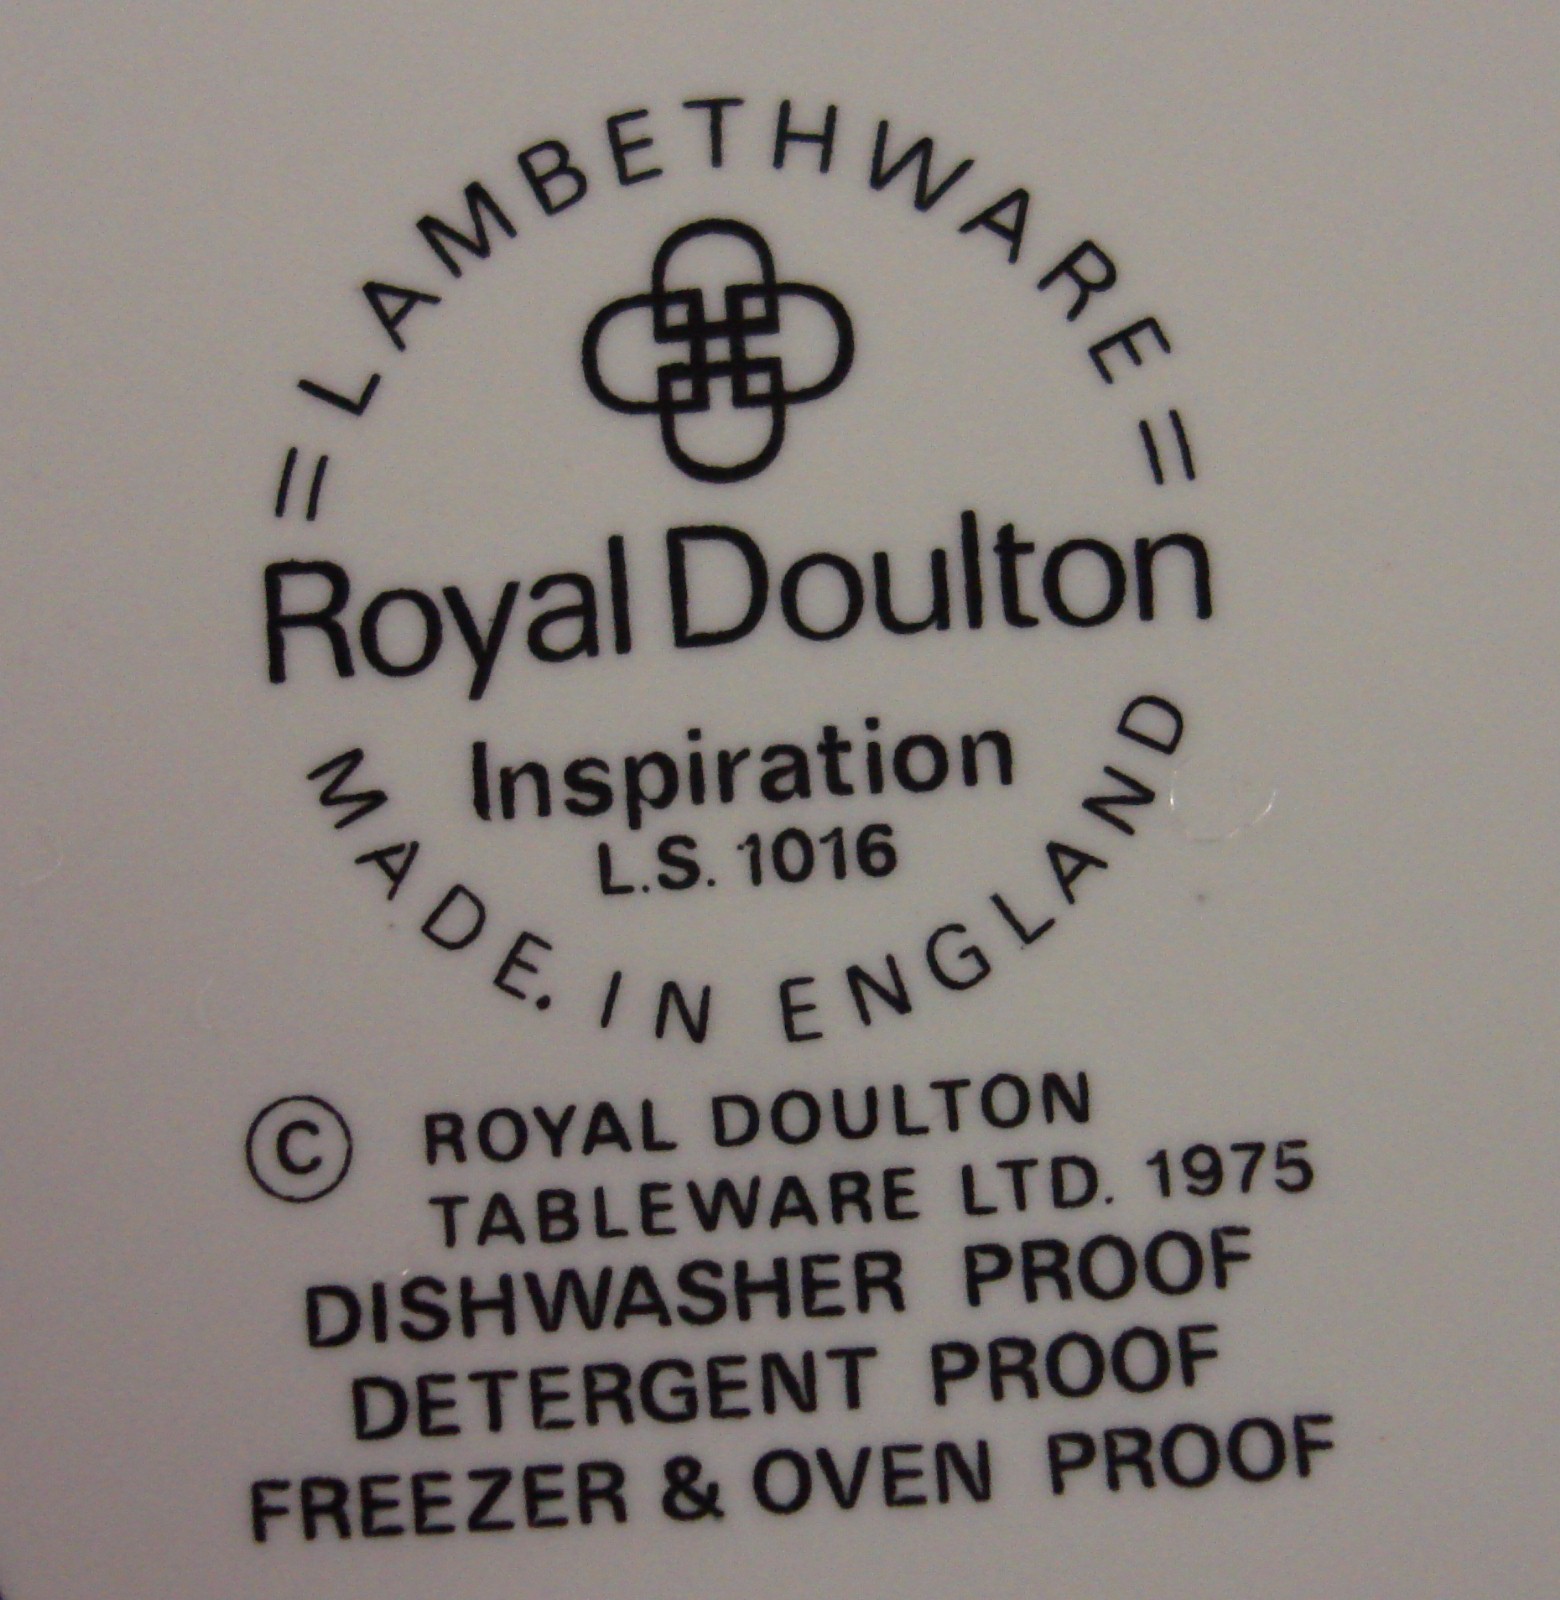 =LAMBETHWARE=
Royal Doulton
Inspiration
L.S. 1016
MADE. IN ENGLAND
© ROYAL DOULTON
TABLEWARE LTD. 1975
DISHWASHER PROOF
DETERGENT PROOF
FREEZER & OVEN PROOF